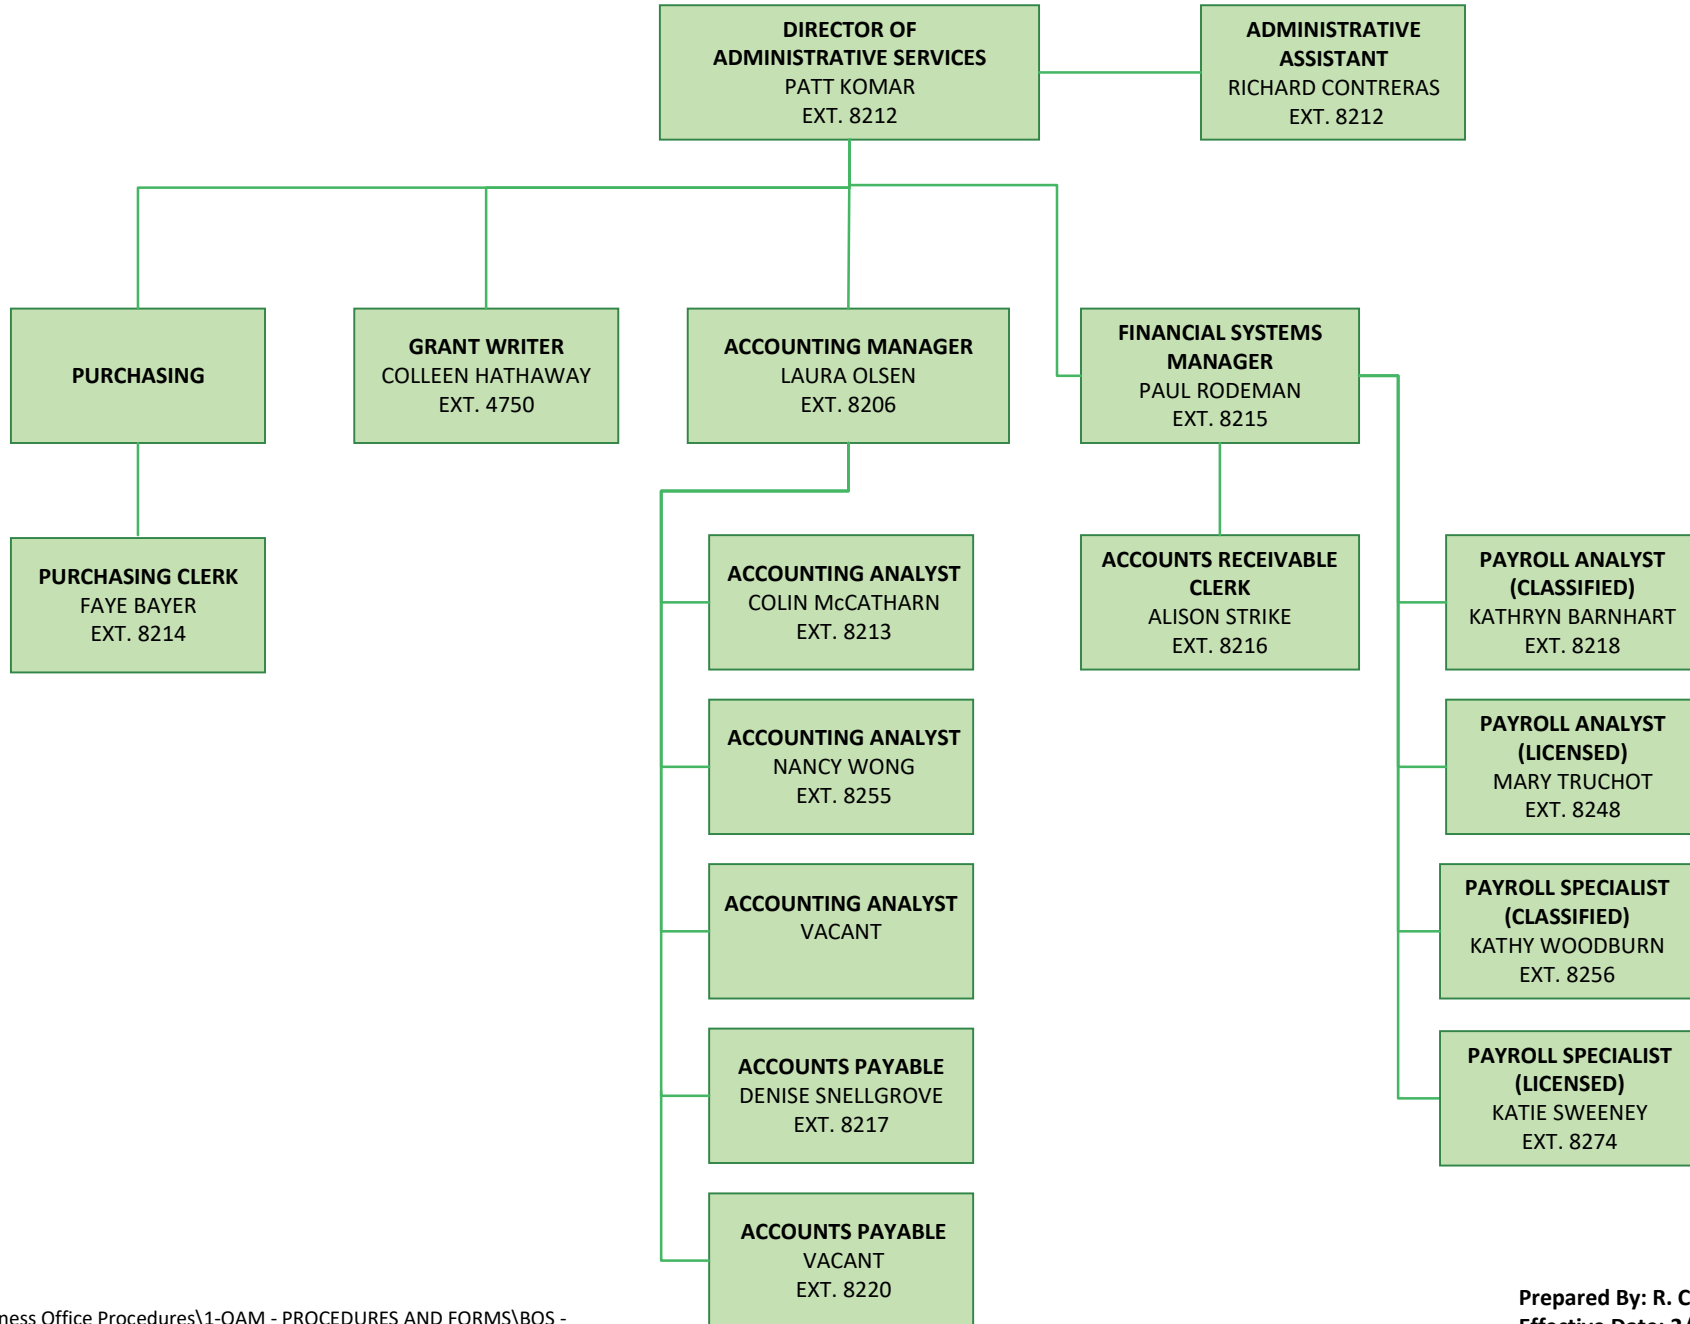 DIRECTOR OF
ADMINISTRATIVE SERVICES
PATT KOMAR
EXT. 8212
ADMINISTRATIVE
ASSISTANT
RICHARD CONTRERAS
EXT. 8212
PURCHASING
GRANT WRITER
COLLEEN HATHAWAY
EXT. 4750
ACCOUNTING MANAGER
LAURA OLSEN
EXT. 8206
FINANCIAL SYSTEMS
MANAGER
PAUL RODEMAN
EXT. 8215
PURCHASING CLERK
FAYE BAYER
EXT. 8214
ACCOUNTING ANALYST
COLIN McCATHARN
EXT. 8213
ACCOUNTS RECEIVABLE
CLERK
ALISON STRIKE
EXT. 8216
PAYROLL ANALYST
(CLASSIFIED)
KATHRYN BARNHART
EXT. 8218
ACCOUNTING ANALYST
NANCY WONG
EXT. 8255
PAYROLL ANALYST
(LICENSED)
MARY TRUCHOT
EXT. 8248
ACCOUNTING ANALYST
VACANT
PAYROLL SPECIALIST
(CLASSIFIED)
KATHY WOODBURN
EXT. 8256
ACCOUNTS PAYABLE
DENISE SNELLGROVE
EXT. 8217
PAYROLL SPECIALIST
(LICENSED)
KATIE SWEENEY
EXT. 8274
ACCOUNTS PAYABLE
VACANT
EXT. 8220
ness Office Procedures\1-OAM - PROCEDURES AND FORMS\BOS -
Prepared By: R. C